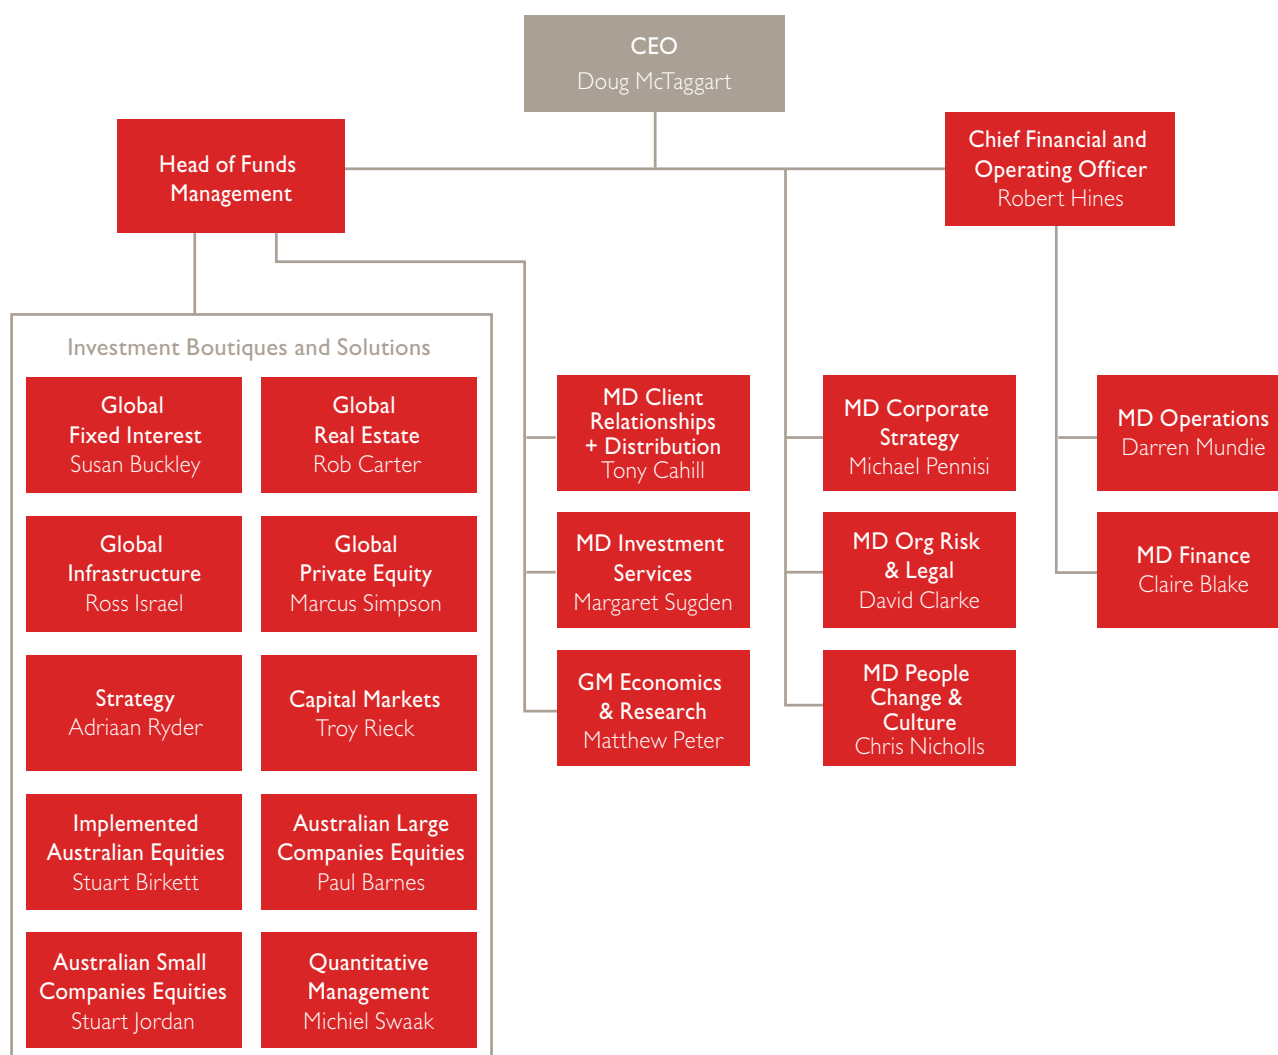 CEO
Doug McTaggart
Head of Funds
Management
Chief Financial and
Operating Officer
Robert Hines
Investment Boutiques and Solutions
Global
Fixed Interest
Susan Buckley
Global
Real Estate
Rob Carter
Global
Infrastructure
Ross Israel
Global
Private Equity
Marcus Simpson
Strategy
Adriaan Ryder
Capital Markets
Troy Rieck
Implemented
Australian Equities
Stuart Birkett
Australian Large
Companies Equities
Paul Barnes
Australian Small
Companies Equities
Stuart Jordan
Quantitative
Management
Michiel Swaak
MD Client
Relationships
+ Distribution
Tony Cahill
MD Investment
Services
Margaret Sugden
GM Economics
& Research
Matthew Peter
MD Corporate
Strategy
Michael Pennisi
MD Org Risk
& Legal
David Clarke
MD People
Change &
Culture
Chris Nicholls
MD Operations
Darren Mundie
MD Finance
Claire Blake